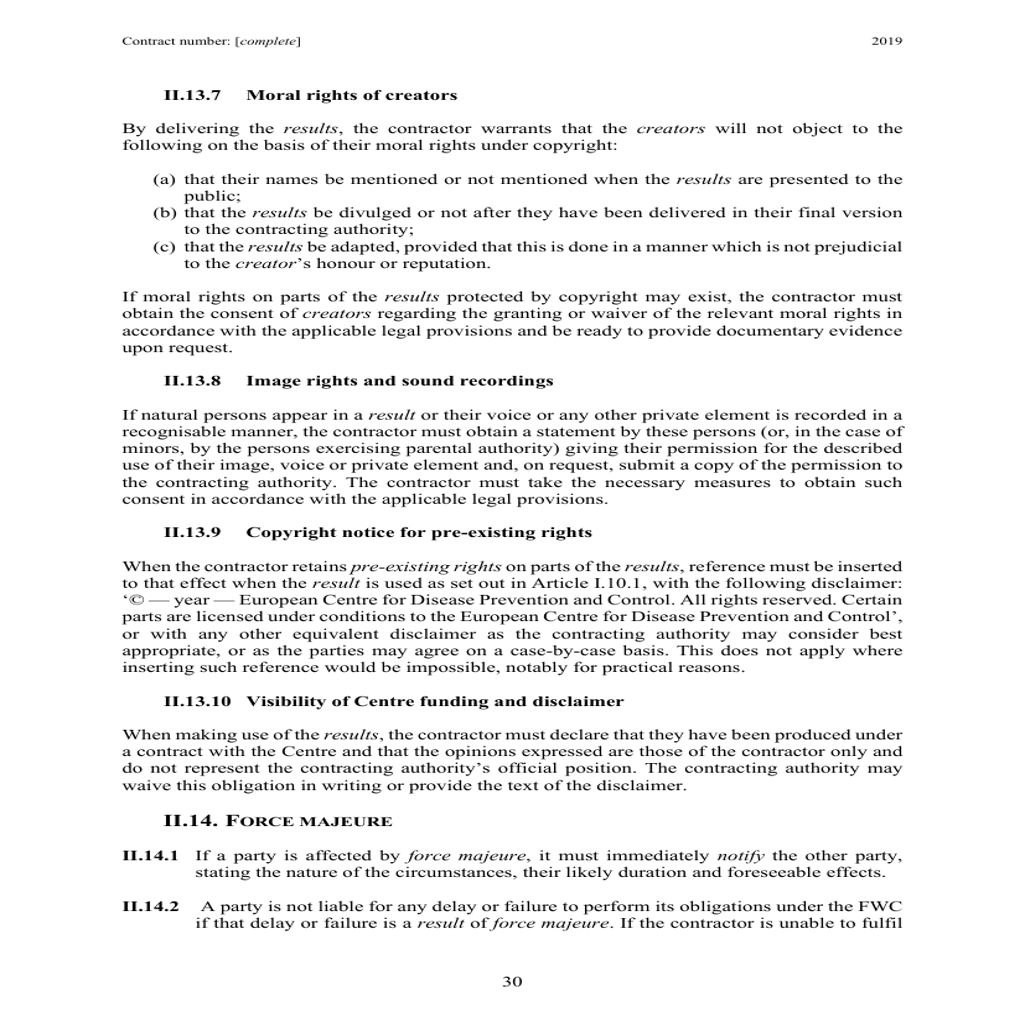 Contract number: [complete] 2019
II.13.7 Moral rights of creators
By delivering the results, the contractor warrants that the creators will not object to the
following on the basis of their moral rights under copyright:
(a) that their names be mentioned or not mentioned when the results are presented to the
public;
(b) that the results be divulged or not after they have been delivered in their final version
to the contracting authority;
(c) that the results be adapted, provided that this is done in a manner which is not prejudicial
to the creator's honour or reputation.
If moral rights on parts of the results protected by copyright may exist, the contractor must
obtain the consent of creators regarding the granting or waiver of the relevant moral rights in
accordance with the applicable legal provisions and be ready to provide documentary evidence
upon request.
II.13.8 Image rights and sound recordings
If natural persons appear in a result or their voice or any other private element is recorded in a
recognisable manner, the contractor must obtain a statement by these persons (or, in the case of
minors, by the persons exercising parental authority) giving their permission for the described
use of their image, voice or private element and, on request, submit a copy of the permission to
the contracting authority. The contractor must take the necessary measures to obtain such
consent in accordance with the applicable legal provisions.
II.13.9 Copyright notice for pre-existing rights
When the contractor retains pre-existing rights on parts of the results, reference must be inserted
to that effect when the result is used as set out in Article I.10.1, with the following disclaimer:
‘© — year — European Centre for Disease Prevention and Control. All rights reserved. Certain
parts are licensed under conditions to the European Centre for Disease Prevention and Control’,
or with any other equivalent disclaimer as the contracting authority may consider best
appropriate, or as the parties may agree on a case-by-case basis. This does not apply where
inserting such reference would be impossible, notably for practical reasons.
II.13.10 Visibility of Centre funding and disclaimer
When making use of the results, the contractor must declare that they have been produced under
a contract with the Centre and that the opinions expressed are those of the contractor only and
do not represent the contracting authority's official position. The contracting authority may
waive this obligation in writing or provide the text of the disclaimer.
II.14. FORCE MAJEURE
II.14.1 If a party is affected by force majeure, it must immediately notify the other party,
stating the nature of the circumstances, their likely duration and foreseeable effects.
II.14.2 A party is not liable for any delay or failure to perform its obligations under the FWC
if that delay or failure is a result of force majeure. If the contractor is unable to fulfil
30